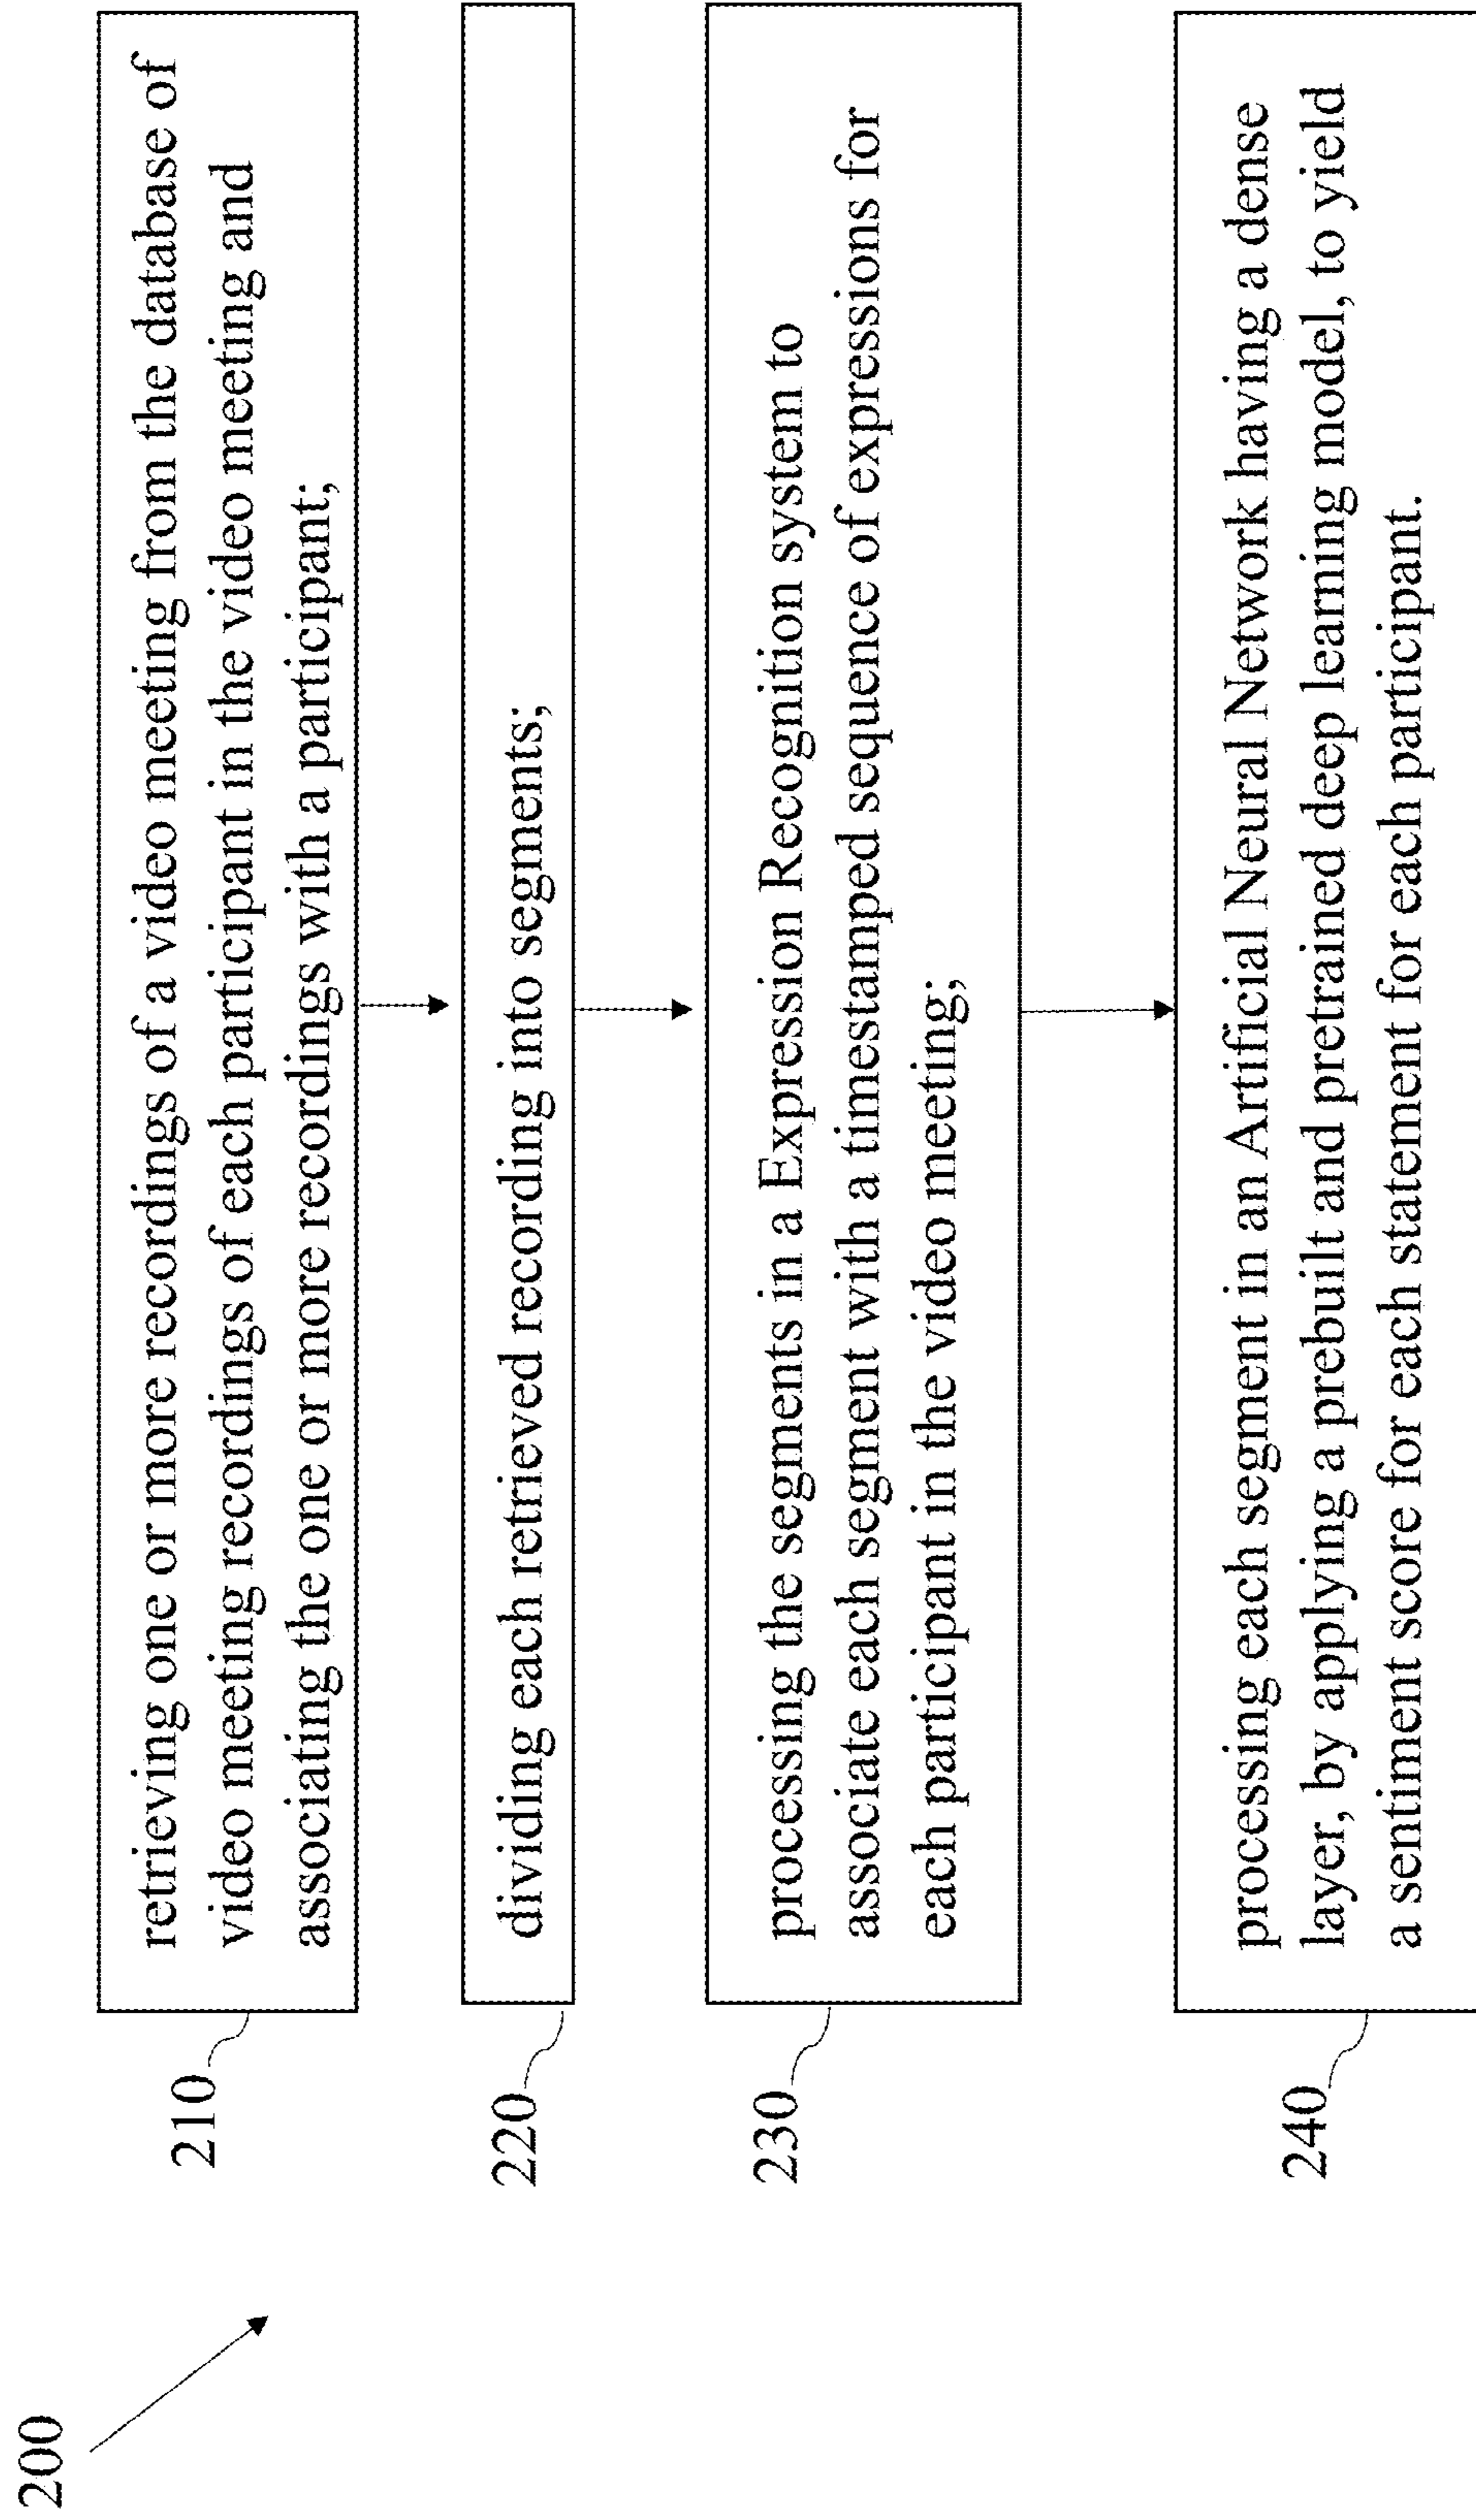 200
210
retrieving one or more recordings of a video meeting from the database of
video meeting recordings of each participant in the video meeting and
associating the one or more recordings with a participant;
220
dividing each retrieved recording into segments;
230
processing the segments in a Expression Recognition system to
associate each segment with a timestamped sequence of expressions for
each participant in the video meeting;
240
processing each segment in an Artificial Neural Network having a dense
layer, by applying a prebuilt and pretrained deep learning model, to yield
a sentiment score for each statement for each participant.